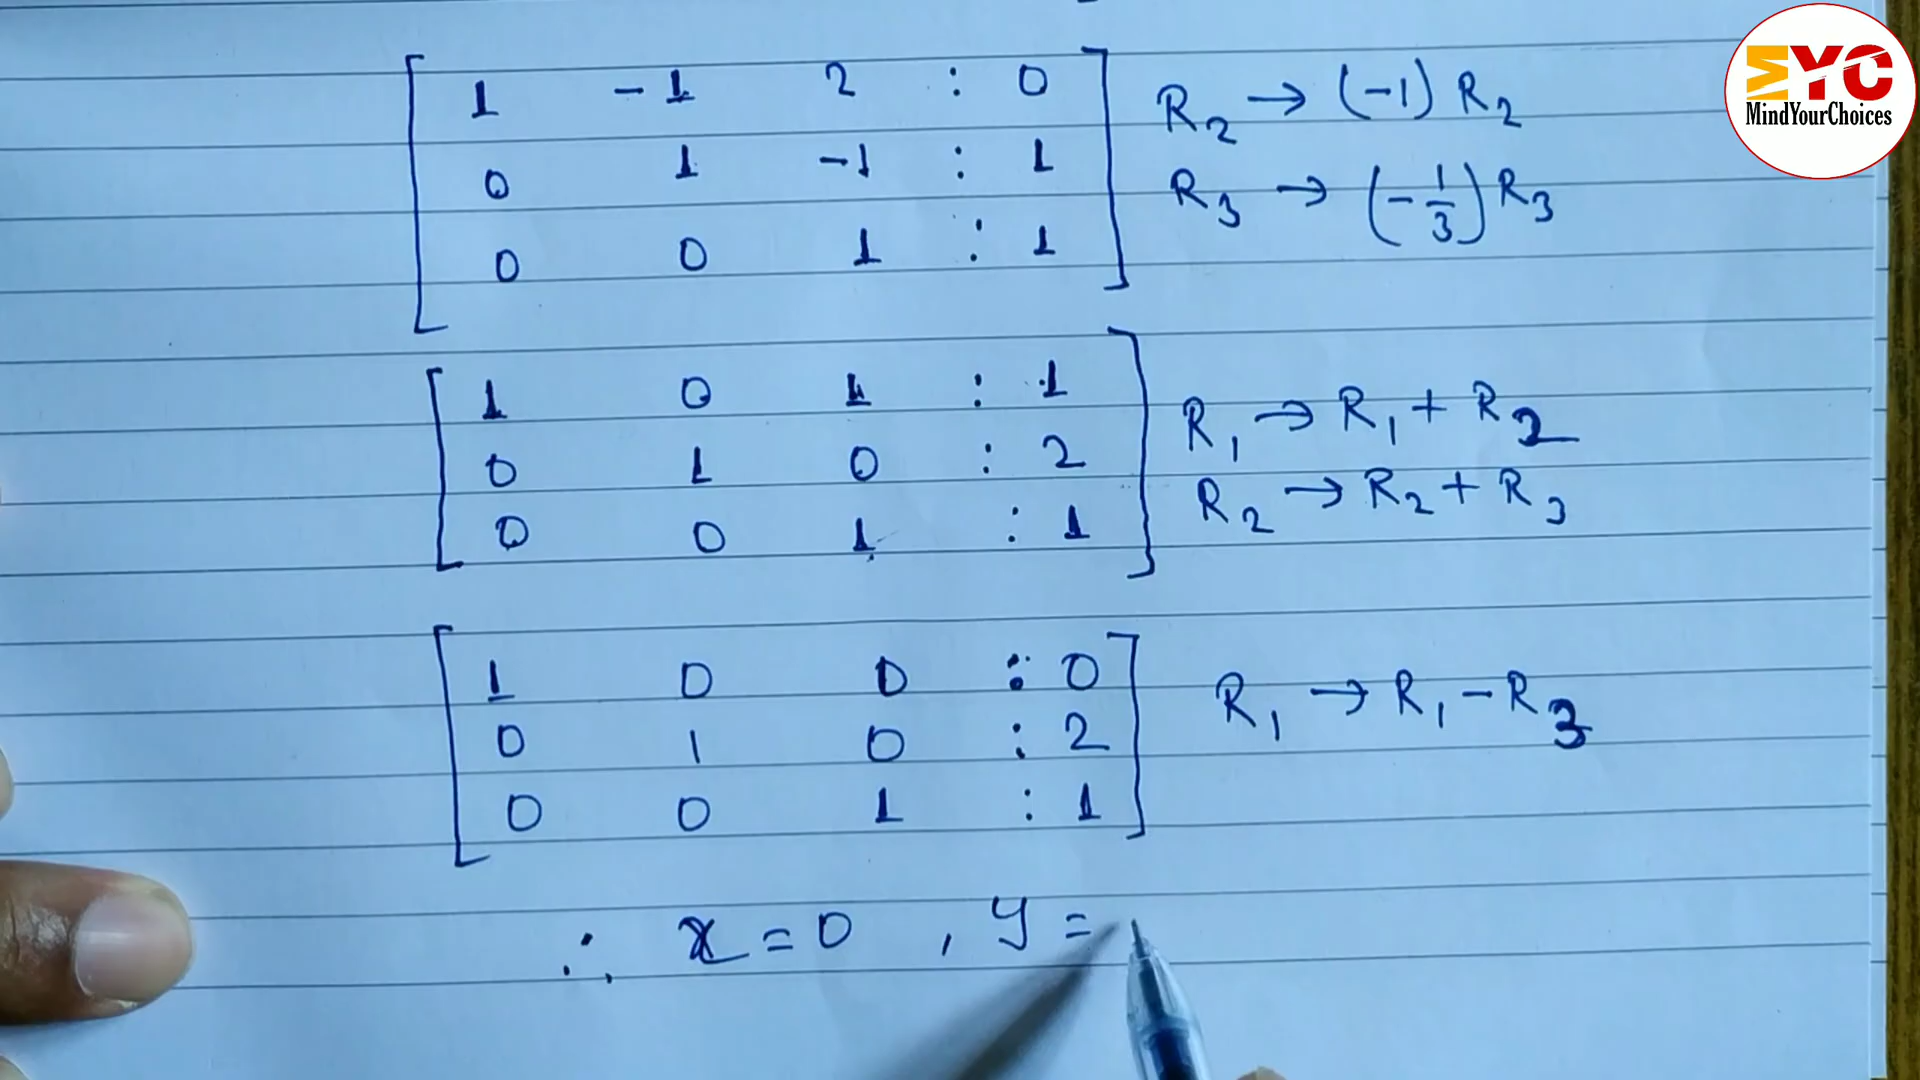 MYC
MindYourChoices
1 -1 2 : 0 R₂ → (-1) R₂
0 1 -1 : 1 R₃ → (-1/3) R₃
0 0 1 : 1
1 0 1 : 1 R₁ → R₁ + R₂
0 1 0 : 2 R₂ → R₂ + R₃
0 0 1 : 1
1 0 0 : 0 R₁ → R₁ - R₃
0 1 0 : 2
0 0 1 : 1
∴ x = 0 , y =